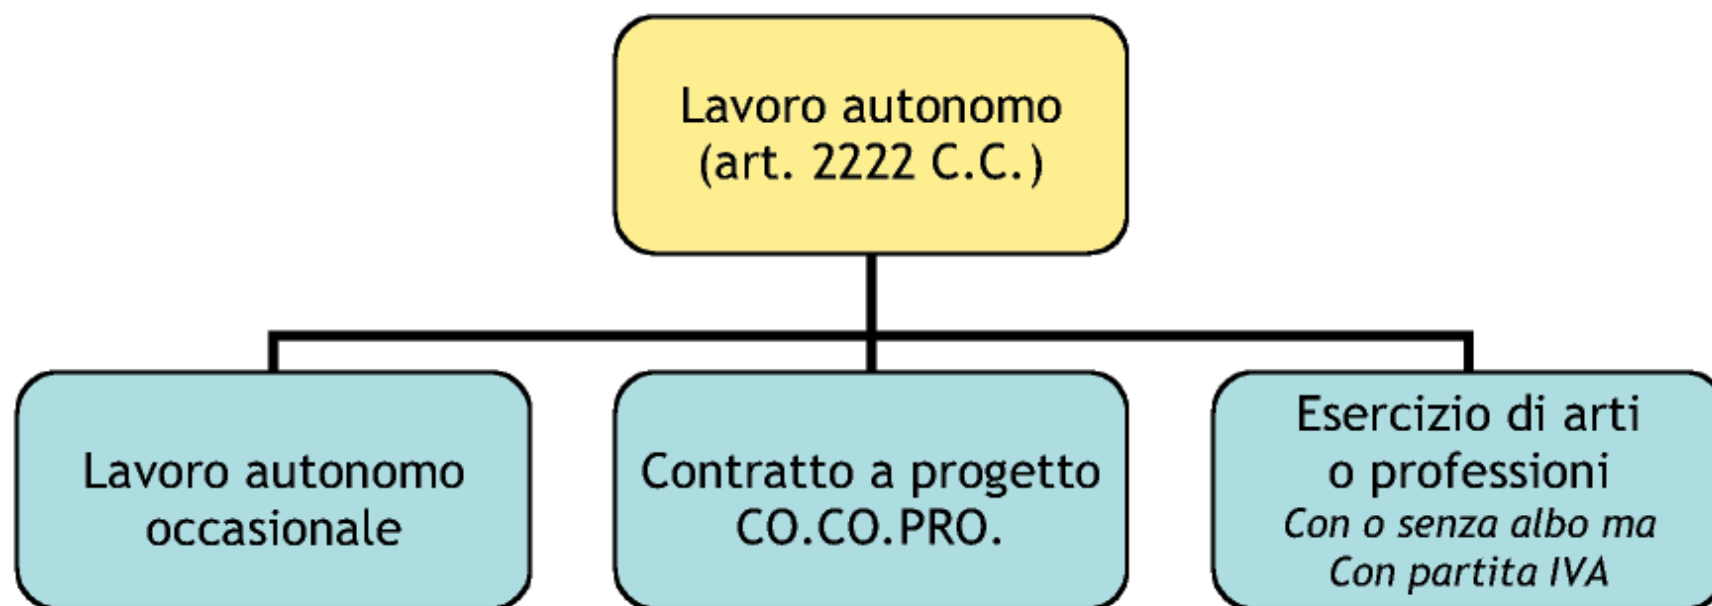 Lavoro autonomo
(art. 2222 C.C.)
Lavoro autonomo
occasionale
Contratto a progetto
CO.CO.PRO.
Esercizio di arti
o professioni
Con o senza albo ma
Con partita IVA